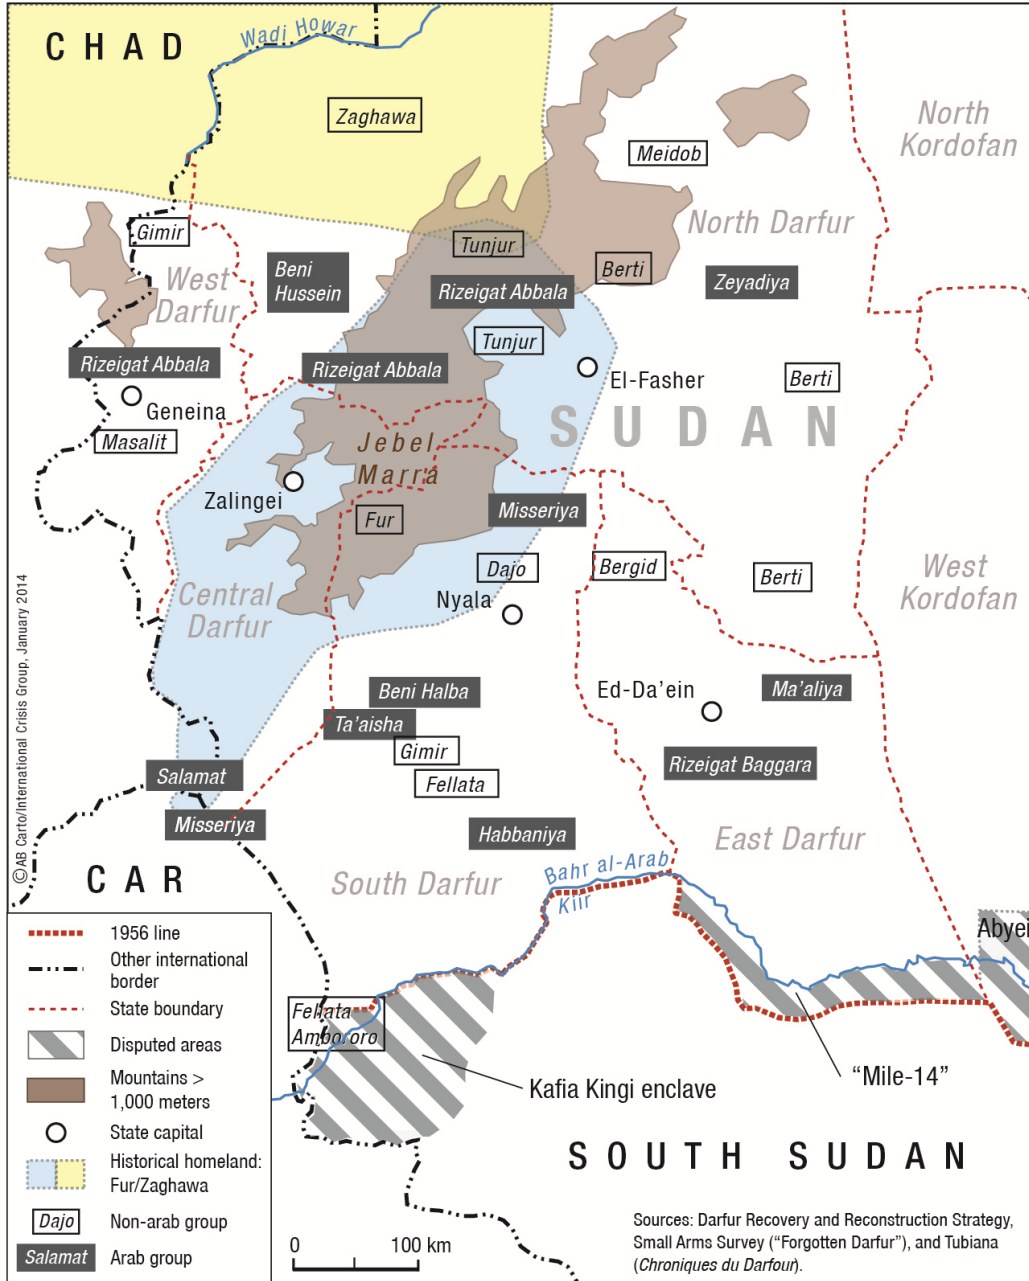 CHAD
Wadi Howar
Zaghawa
North
Kordofan
Meidob
Gimir
North Darfur
Tunjur
West
Darfur
Beni
Hussein
Berti
Zeyadiya
Rizeigat Abbala
Tunjur
Rizeigat Abbala
Rizeigat Abbala
El-Fasher
Berti
Geneina
SUDAN
Masalit
Jebel
Marra
Zalingei
Misseriya
Fur
Dajo
Bergid
Berti
West
Kordofan
Central
Darfur
Nyala
Beni Halba
Ed-Da’ein
Ma’aliya
Ta’aisha
Gimir
Salamat
Fellata
Rizeigat Baggara
Misseriya
Habbaniya
East Darfur
CAR
South Darfur
Bahr al-Arab
Kiir
Abyei
©AB Carto/International Crisis Group, January 2014
1956 line
Other international
border
State boundary
Disputed areas
Mountains >
1,000 meters
State capital
Historical homeland:
Fur/Zaghawa
Dajo
Non-arab group
Salamat
Arab group
Fellata
Ambororo
Kafia Kingi enclave
“Mile-14”
SOUTH SUDAN
0
100 km
Sources: Darfur Recovery and Reconstruction Strategy,
Small Arms Survey (“Forgotten Darfur”), and Tubiana
(Chroniques du Darfour).